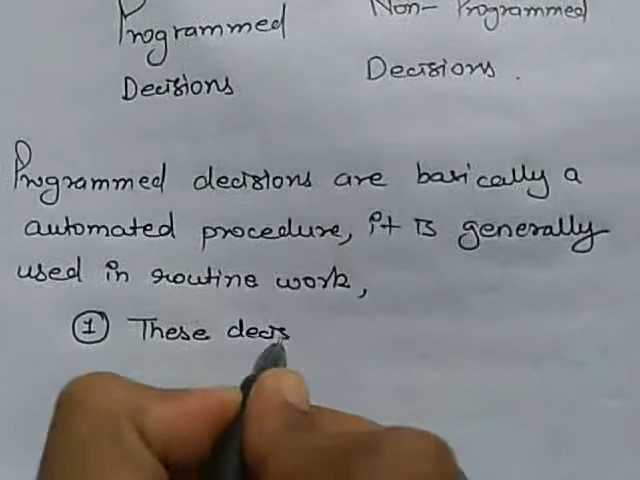 Programmed Non- Programmed
Decisions Decisions .
Programmed decisions are basically a
automated procedure, it is generally
used in routine work,
① These decis